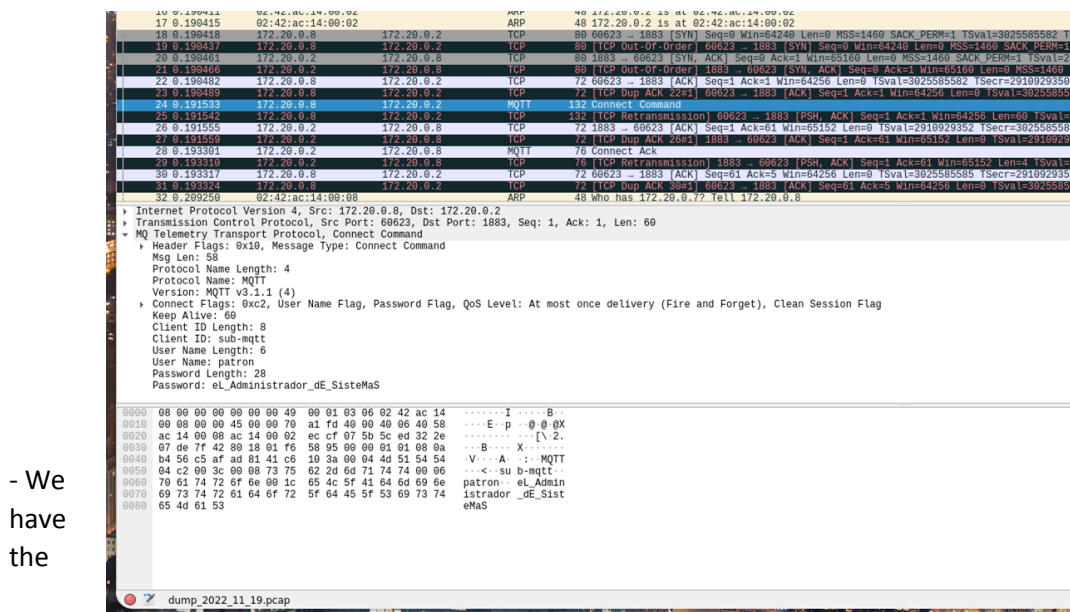 16 0.190411 02:42:ac:14:00:02 ARP 48 172.20.0.2 is at 02:42:ac:14:00:02
17 0.190415 02:42:ac:14:00:02 ARP 48 172.20.0.2 is at 02:42:ac:14:00:02
18 0.190418 172.20.0.8 172.20.0.2 TCP 80 60623 → 1883 [SYN] Seq=0 Win=64240 Len=0 MSS=1460 SACK_PERM=1 TSval=3025585582 T
19 0.190437 172.20.0.8 172.20.0.2 TCP 80 [TCP Out-Of-Order] 60623 → 1883 [SYN] Seq=0 Win=64240 Len=0 MSS=1460 SACK_PERM=1
20 0.190461 172.20.0.2 172.20.0.8 TCP 80 1883 → 60623 [SYN, ACK] Seq=0 Ack=1 Win=65160 Len=0 MSS=1460 SACK_PERM=1 TSval=2
21 0.190466 172.20.0.2 172.20.0.8 TCP 80 [TCP Out-Of-Order] 1883 → 60623 [SYN, ACK] Seq=0 Ack=1 Win=65160 Len=0 MSS=1460
22 0.190482 172.20.0.8 172.20.0.2 TCP 72 60623 → 1883 [ACK] Seq=1 Ack=1 Win=64256 Len=0 TSval=3025585582 TSecr=2910929350
23 0.190489 172.20.0.8 172.20.0.2 TCP 72 [TCP Dup ACK 22#1] 60623 → 1883 [ACK] Seq=1 Ack=1 Win=64256 Len=0 TSval=302558555
24 0.191533 172.20.0.8 172.20.0.2 MQTT 132 Connect Command
25 0.191542 172.20.0.8 172.20.0.2 TCP 132 [TCP Retransmission] 60623 → 1883 [PSH, ACK] Seq=1 Ack=1 Win=64256 Len=60 TSval=
26 0.191555 172.20.0.2 172.20.0.8 TCP 72 1883 → 60623 [ACK] Seq=1 Ack=61 Win=65152 Len=0 TSval=2910929352 TSecr=302558558
27 0.191559 172.20.0.2 172.20.0.8 TCP 72 [TCP Dup ACK 26#1] 1883 → 60623 [ACK] Seq=1 Ack=61 Win=65152 Len=0 TSval=2910929
28 0.193301 172.20.0.2 172.20.0.8 MQTT 76 Connect Ack
29 0.193310 172.20.0.2 172.20.0.8 TCP 76 [TCP Retransmission] 1883 → 60623 [PSH, ACK] Seq=1 Ack=61 Win=65152 Len=4 TSval=
30 0.193317 172.20.0.8 172.20.0.2 TCP 72 60623 → 1883 [ACK] Seq=61 Ack=5 Win=64256 Len=0 TSval=3025585585 TSecr=291092935
31 0.193324 172.20.0.8 172.20.0.2 TCP 72 [TCP Dup ACK 30#1] 60623 → 1883 [ACK] Seq=61 Ack=5 Win=64256 Len=0 TSval=3025585
32 0.209250 02:42:ac:14:00:08 ARP 48 Who has 172.20.0.7? Tell 172.20.0.8
Internet Protocol Version 4, Src: 172.20.0.8, Dst: 172.20.0.2
Transmission Control Protocol, Src Port: 60623, Dst Port: 1883, Seq: 1, Ack: 1, Len: 60
MQ Telemetry Transport Protocol, Connect Command
Header Flags: 0x10, Message Type: Connect Command
Msg Len: 58
Protocol Name Length: 4
Protocol Name: MQTT
Version: MQTT v3.1.1 (4)
Connect Flags: 0xc2, User Name Flag, Password Flag, QoS Level: At most once delivery (Fire and Forget), Clean Session Flag
Keep Alive: 60
Client ID Length: 8
Client ID: sub-mqtt
User Name Length: 6
User Name: patron
Password Length: 28
Password: eL_Administrador_dE_SisteMaS
0000 08 00 00 00 00 00 00 49 00 01 03 06 02 42 ac 14 ·······I ·····B··
0010 00 08 00 00 45 00 00 70 a1 fd 40 00 40 06 40 58 ····E··p ··@·@·@X
0020 ac 14 00 08 ac 14 00 02 ec cf 07 5b 5c ed 32 2e ········ ···[\·2.
0030 07 de 7f 42 80 18 01 f6 58 95 00 00 01 01 08 0a ···B···· X·······
0040 b4 56 c5 af ad 81 41 c6 10 3a 00 04 4d 51 54 54 ·V····A· ·:··MQTT
0050 04 c2 00 3c 00 08 73 75 62 2d 6d 71 74 74 00 06 ···<··su b-mqtt··
0060 70 61 74 72 6f 6e 00 1c 65 4c 5f 41 64 6d 69 6e patron·· eL_Admin
0070 69 73 74 72 61 64 6f 72 5f 64 45 5f 53 69 73 74 istrador _dE_Sist
0080 65 4d 61 53 eMaS
- We
have
the
dump_2022_11_19.pcap